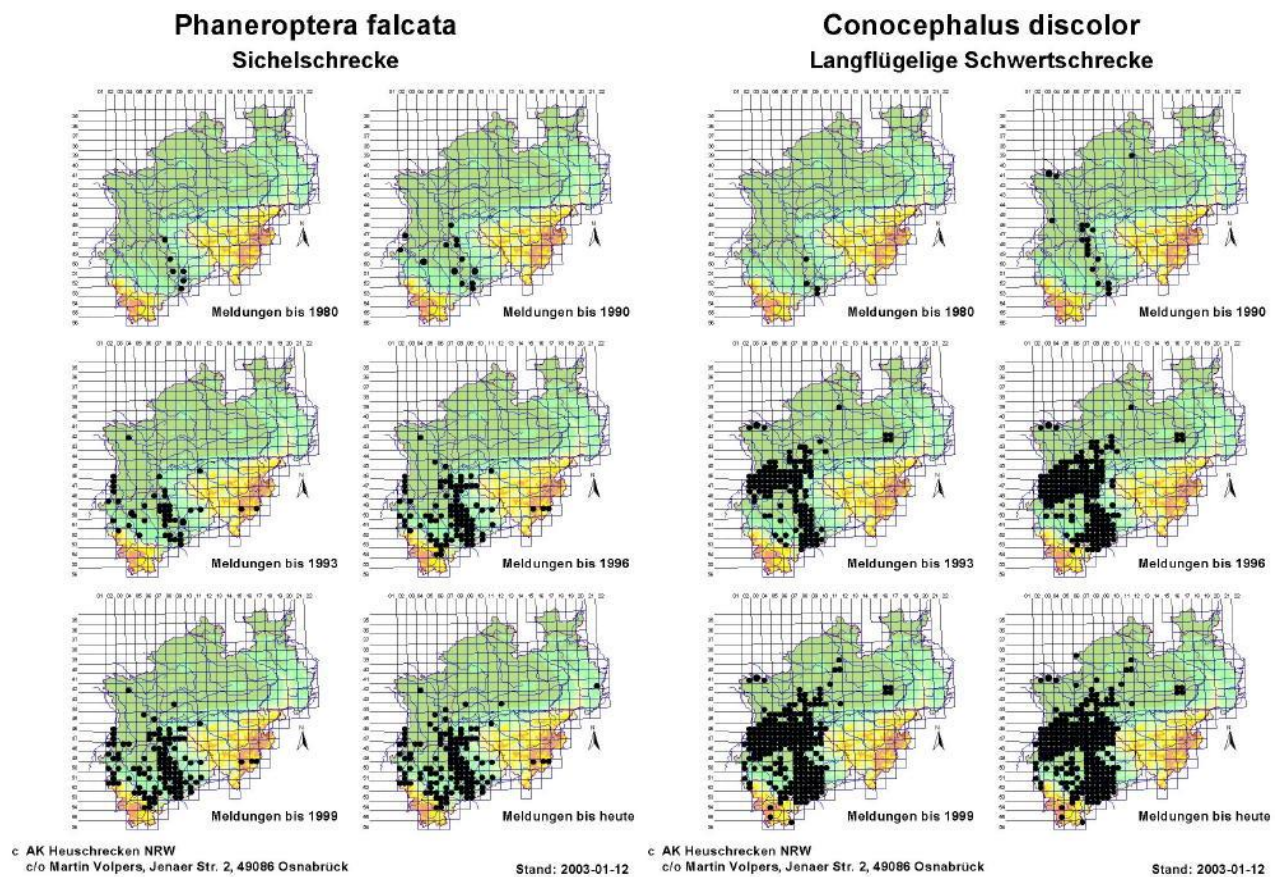 Phaneroptera falcata
Sichelschrecke
Meldungen bis 1980
Meldungen bis 1990
Meldungen bis 1993
Meldungen bis 1996
Meldungen bis 1999
Meldungen bis heute
c AK Heuschrecken NRW
c/o Martin Volpers, Jenaer Str. 2, 49086 Osnabrück
Stand: 2003-01-12
Conocephalus discolor
Langflügelige Schwertschrecke
Meldungen bis 1980
Meldungen bis 1990
Meldungen bis 1993
Meldungen bis 1996
Meldungen bis 1999
Meldungen bis heute
c AK Heuschrecken NRW
c/o Martin Volpers, Jenaer Str. 2, 49086 Osnabrück
Stand: 2003-01-12